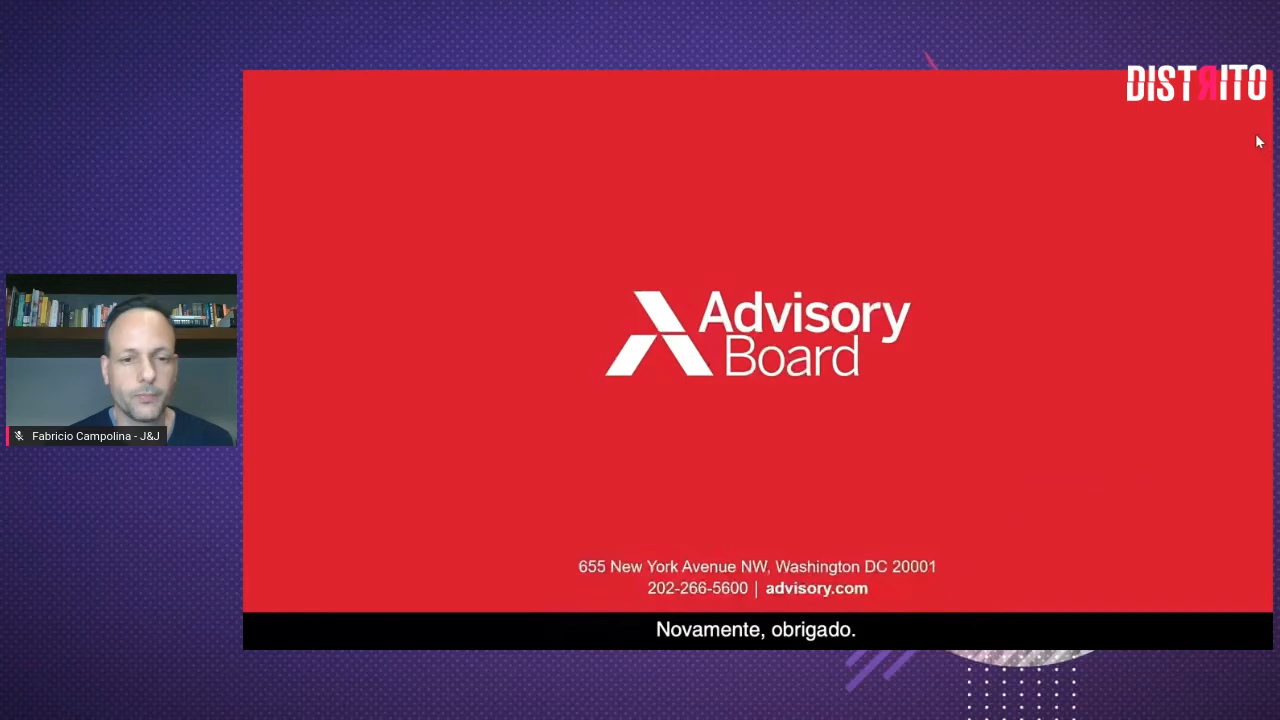 DISTRITO
Advisory
Board
Fabricio Campolina - J&J
655 New York Avenue NW, Washington DC 20001
202-266-5600 | advisory.com
Novamente, obrigado.